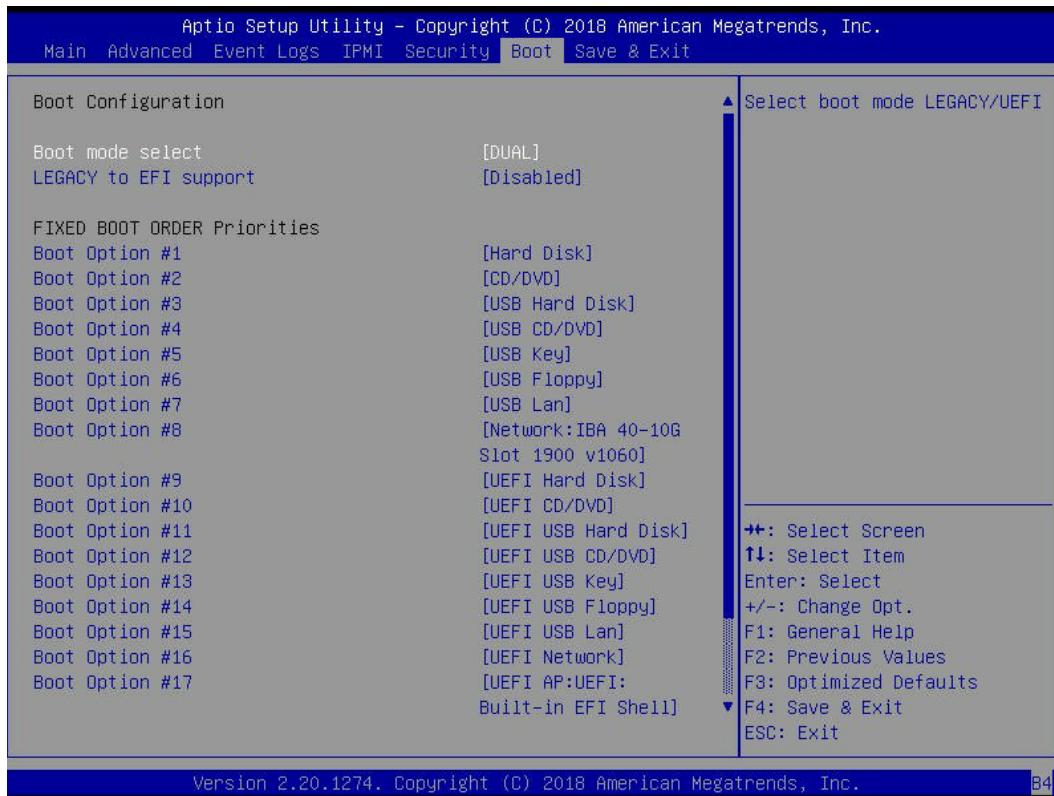 Aptio Setup Utility – Copyright (C) 2018 American Megatrends, Inc.
Main Advanced Event Logs IPMI Security Boot Save & Exit
Boot Configuration
Select boot mode LEGACY/UEFI
Boot mode select [DUAL]
LEGACY to EFI support [Disabled]
FIXED BOOT ORDER Priorities
Boot Option #1 [Hard Disk]
Boot Option #2 [CD/DVD]
Boot Option #3 [USB Hard Disk]
Boot Option #4 [USB CD/DVD]
Boot Option #5 [USB Key]
Boot Option #6 [USB Floppy]
Boot Option #7 [USB Lan]
Boot Option #8 [Network:IBA 40-10G
Slot 1900 v1060]
Boot Option #9 [UEFI Hard Disk]
Boot Option #10 [UEFI CD/DVD]
Boot Option #11 [UEFI USB Hard Disk]
Boot Option #12 [UEFI USB CD/DVD]
Boot Option #13 [UEFI USB Key]
Boot Option #14 [UEFI USB Floppy]
Boot Option #15 [UEFI USB Lan]
Boot Option #16 [UEFI Network]
Boot Option #17 [UEFI AP:UEFI:
Built-in EFI Shell]
→←: Select Screen
↑↓: Select Item
Enter: Select
+/-: Change Opt.
F1: General Help
F2: Previous Values
F3: Optimized Defaults
F4: Save & Exit
ESC: Exit
Version 2.20.1274. Copyright (C) 2018 American Megatrends, Inc.
B4